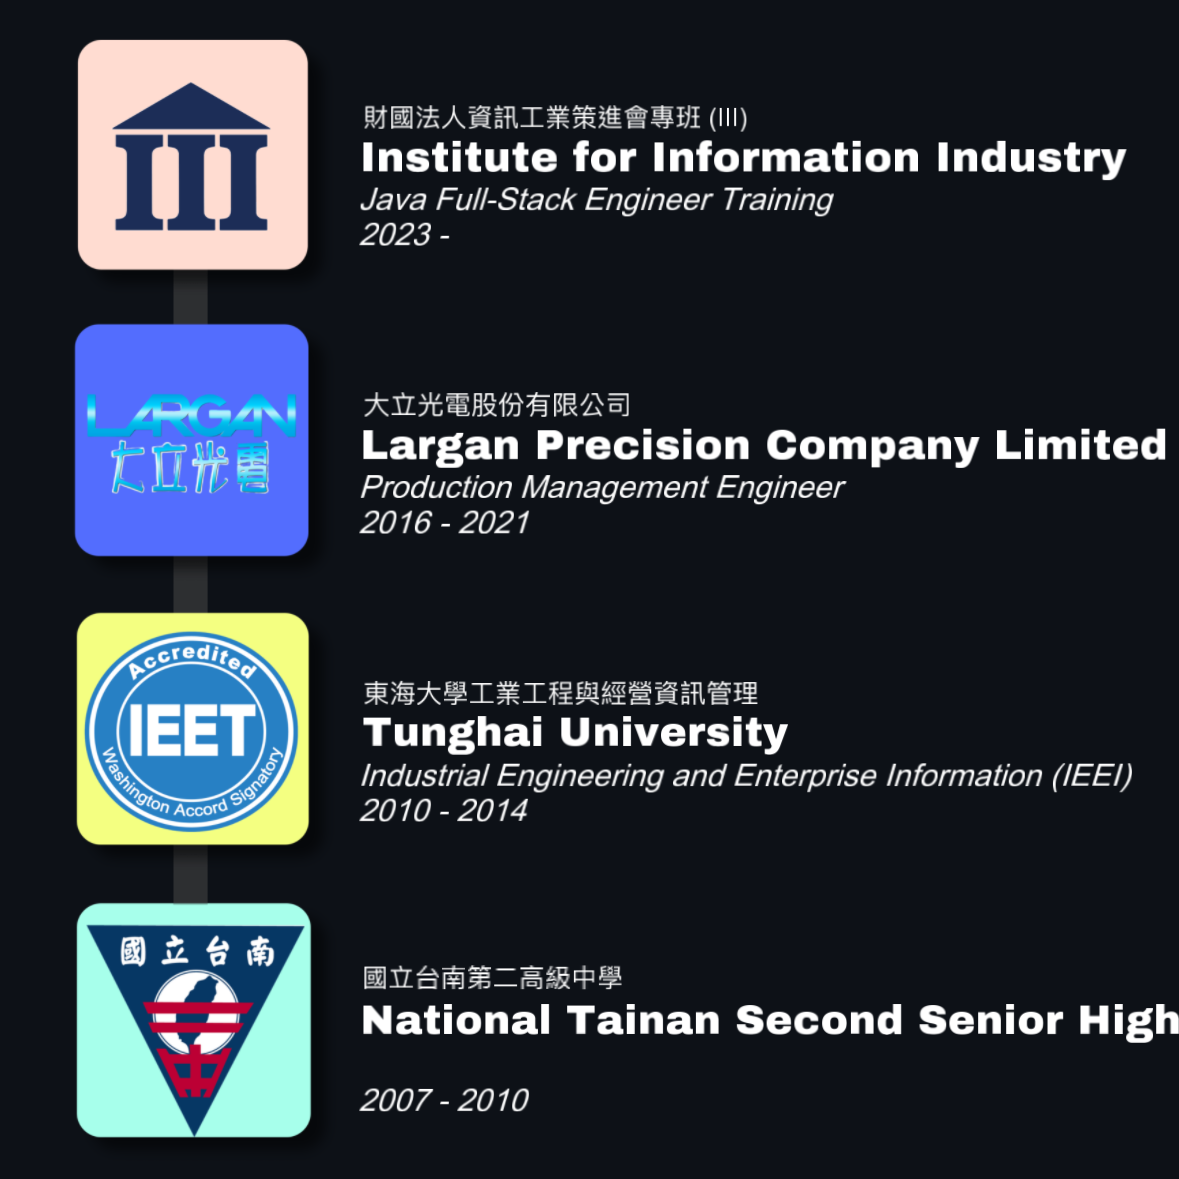 財國法人資訊工業策進會專班 (III)
Institute for Information Industry
Java Full-Stack Engineer Training
2023 -
LARGAN
大立光電
大立光電股份有限公司
Largan Precision Company Limited
Production Management Engineer
2016 - 2021
Accredited
IEET
Washington Accord Signatory
東海大學工業工程與經營資訊管理
Tunghai University
Industrial Engineering and Enterprise Information (IEEI)
2010 - 2014
國立台南
二中
國立台南第二高級中學
National Tainan Second Senior High
2007 - 2010